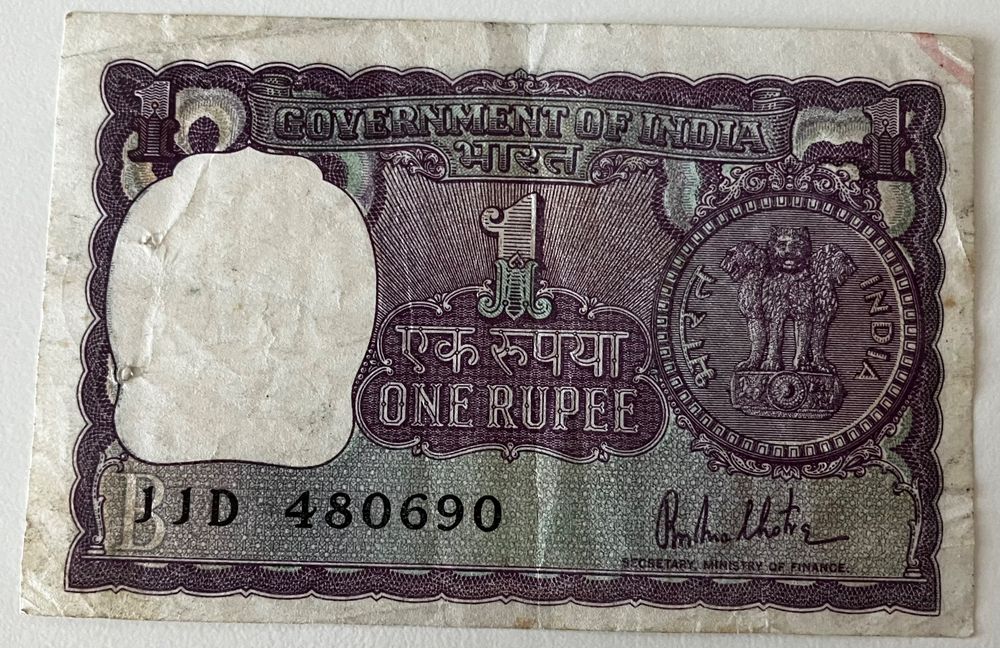 1 1
GOVERNMENT OF INDIA
भारत
1
भारत INDIA
एक रुपया
ONE RUPEE
B
JJD 480690
SECRETARY, MINISTRY OF FINANCE.